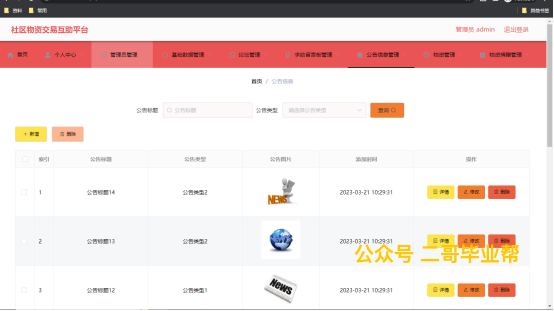 资料 常用 其他书签
社区物资交易互助平台 管理员 admin 退出登录
首页 个人中心 管理员管理 基础数据管理 论坛管理 求助留言板管理 公告信息管理 物资管理 物资捐赠管理
首页 / 公告信息
公告标题 公告标题 公告类型 请选择公告类型 查询
+ 新增 删除
索引 公告标题 公告类型 公告图片 添加时间 操作
1 公告标题14 公告类型2 NEWS 2023-03-21 10:29:31 详情 修改 删除
2 公告标题13 公告类型2 2023-03-21 10:29:31 详情 修改 删除
公众号 二哥毕业帮
3 公告标题12 公告类型1 News 2023-03-21 10:29:31 详情 修改 删除